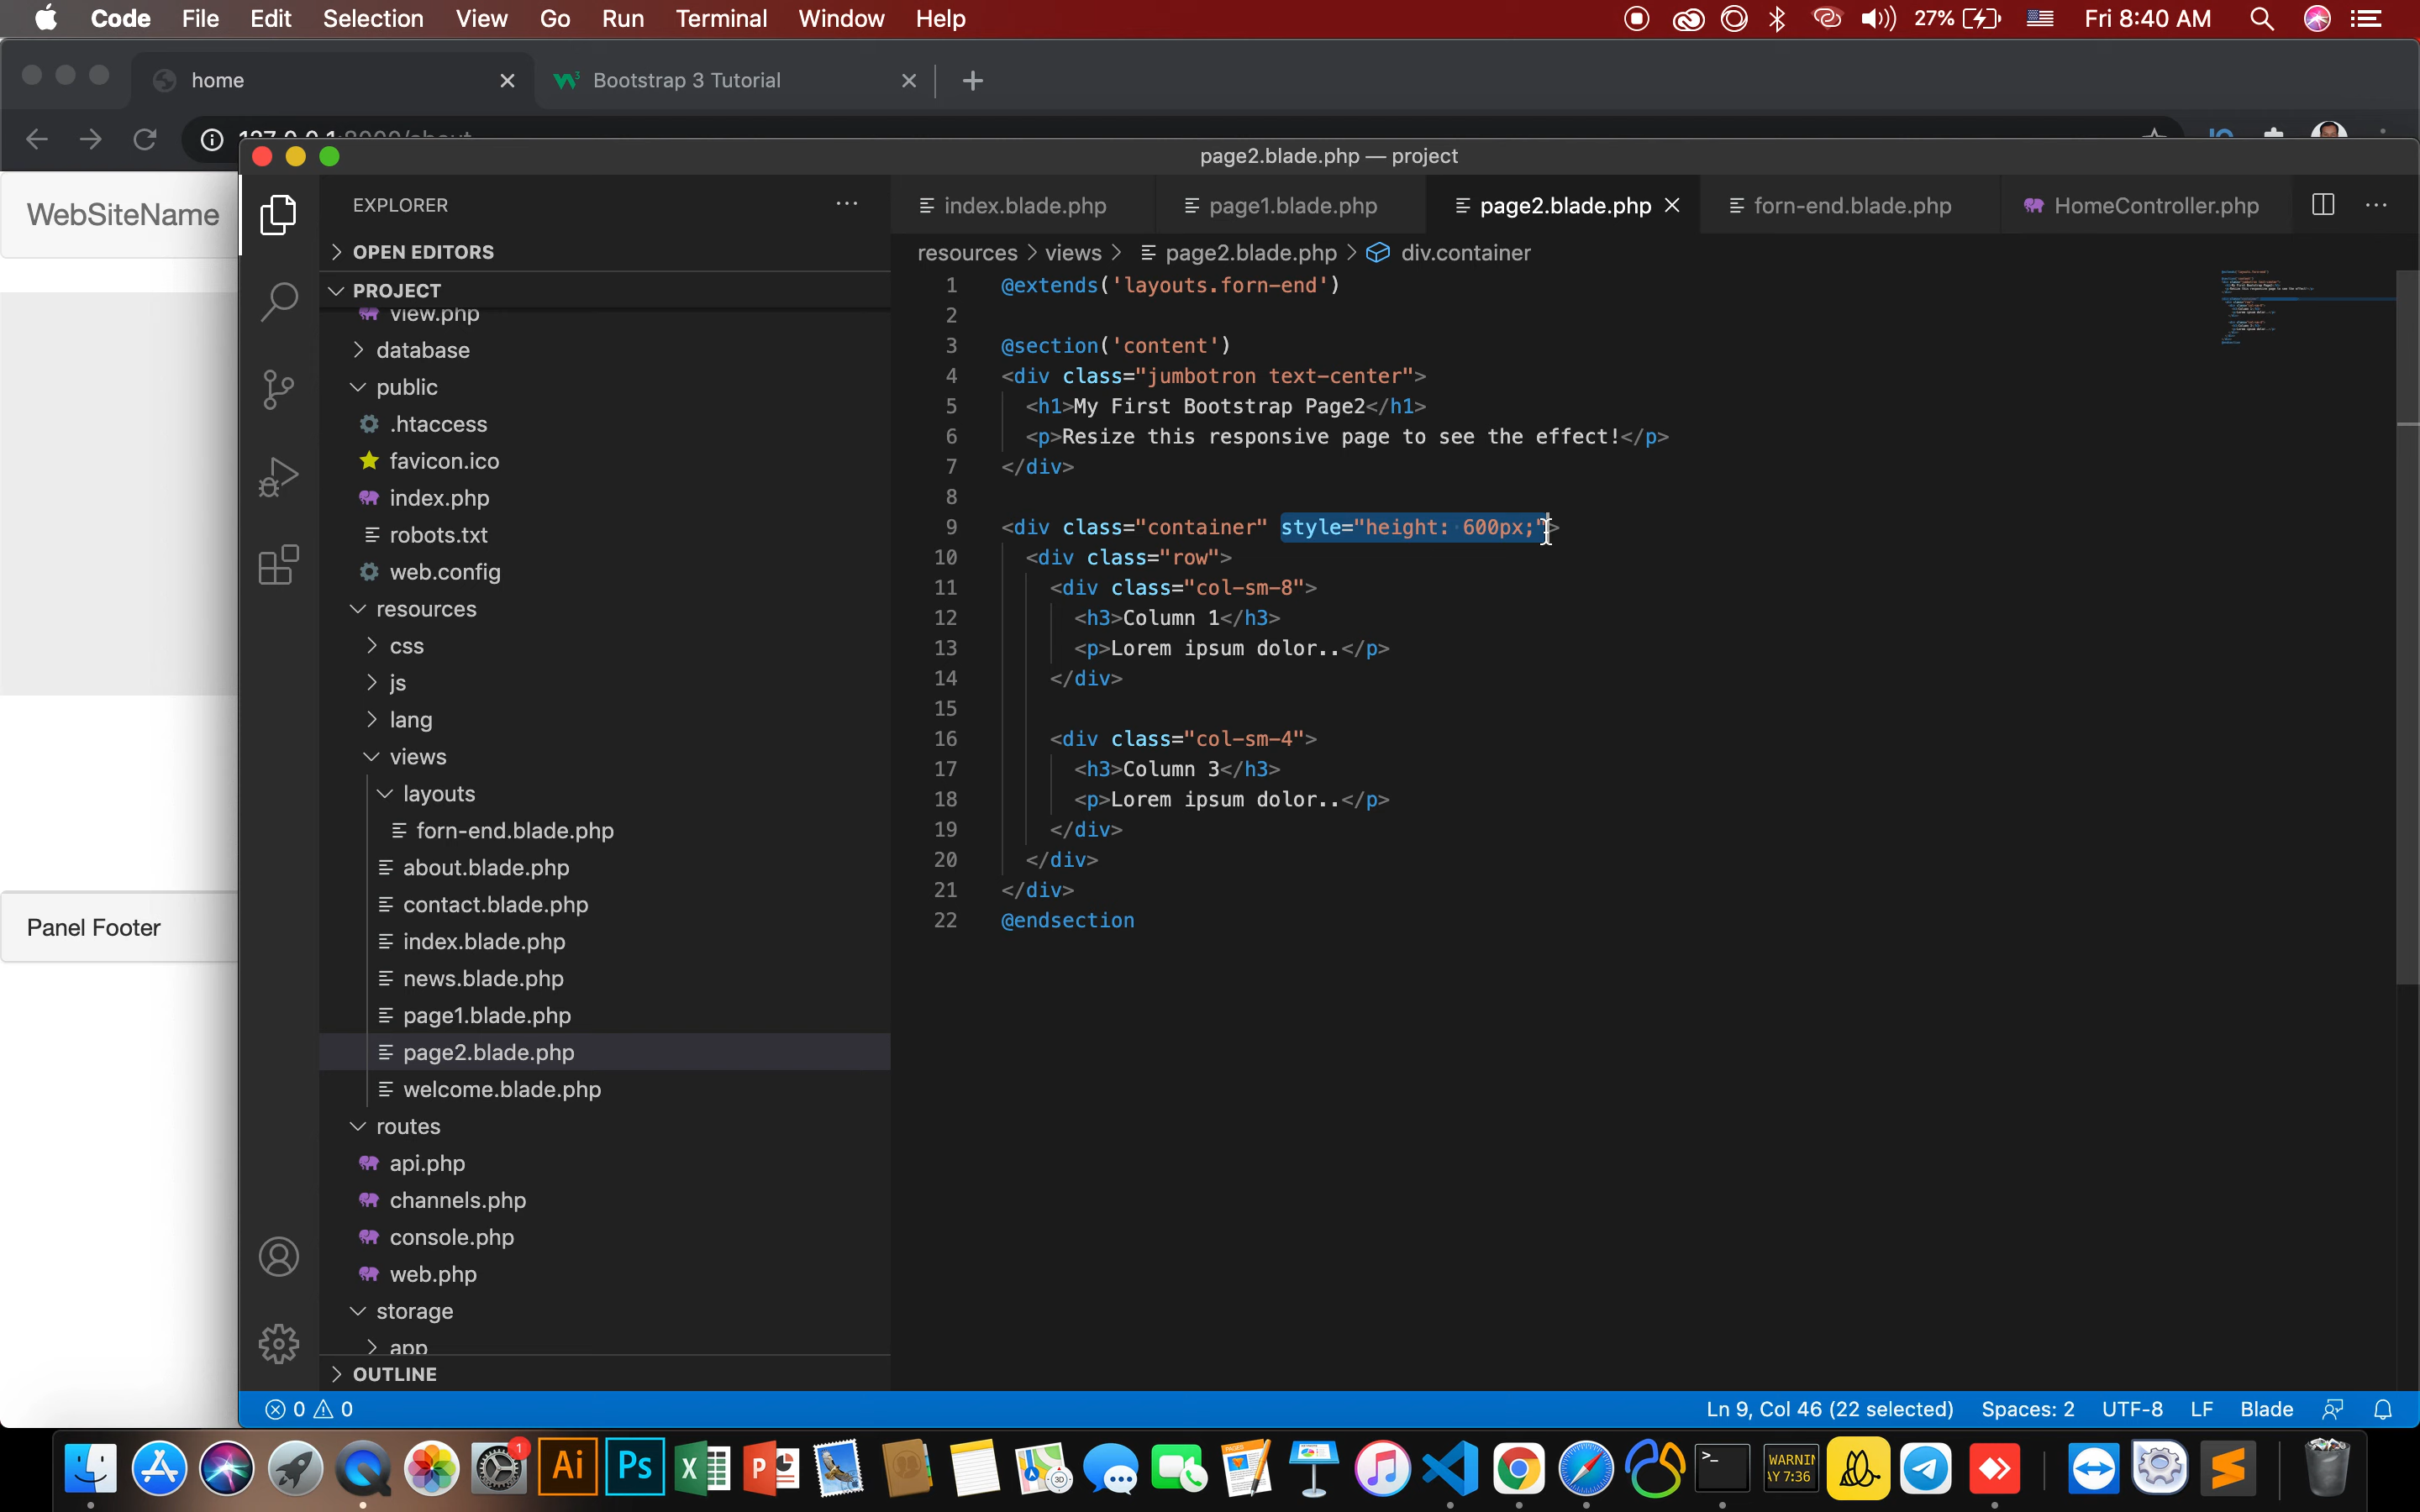 Code File Edit Selection View Go Run Terminal Window Help 27% Fri 8:40 AM
home Bootstrap 3 Tutorial
page2.blade.php — project
WebSiteName
Panel Footer
EXPLORER
OPEN EDITORS
PROJECT
view.php
database
public
.htaccess
favicon.ico
index.php
robots.txt
web.config
resources
css
js
lang
views
layouts
forn-end.blade.php
about.blade.php
contact.blade.php
index.blade.php
news.blade.php
page1.blade.php
page2.blade.php
welcome.blade.php
routes
api.php
channels.php
console.php
web.php
storage
app
OUTLINE
index.blade.php page1.blade.php page2.blade.php forn-end.blade.php HomeController.php
resources > views > page2.blade.php > div.container
1 @extends('layouts.forn-end')
2
3 @section('content')
4 <div class="jumbotron text-center">
5 <h1>My First Bootstrap Page2</h1>
6 <p>Resize this responsive page to see the effect!</p>
7 </div>
8
9 <div class="container" style="height: 600px;">
10 <div class="row">
11 <div class="col-sm-8">
12 <h3>Column 1</h3>
13 <p>Lorem ipsum dolor..</p>
14 </div>
15
16 <div class="col-sm-4">
17 <h3>Column 3</h3>
18 <p>Lorem ipsum dolor..</p>
19 </div>
20 </div>
21 </div>
22 @endsection
0 0 Ln 9, Col 46 (22 selected) Spaces: 2 UTF-8 LF Blade
1 Ai Ps